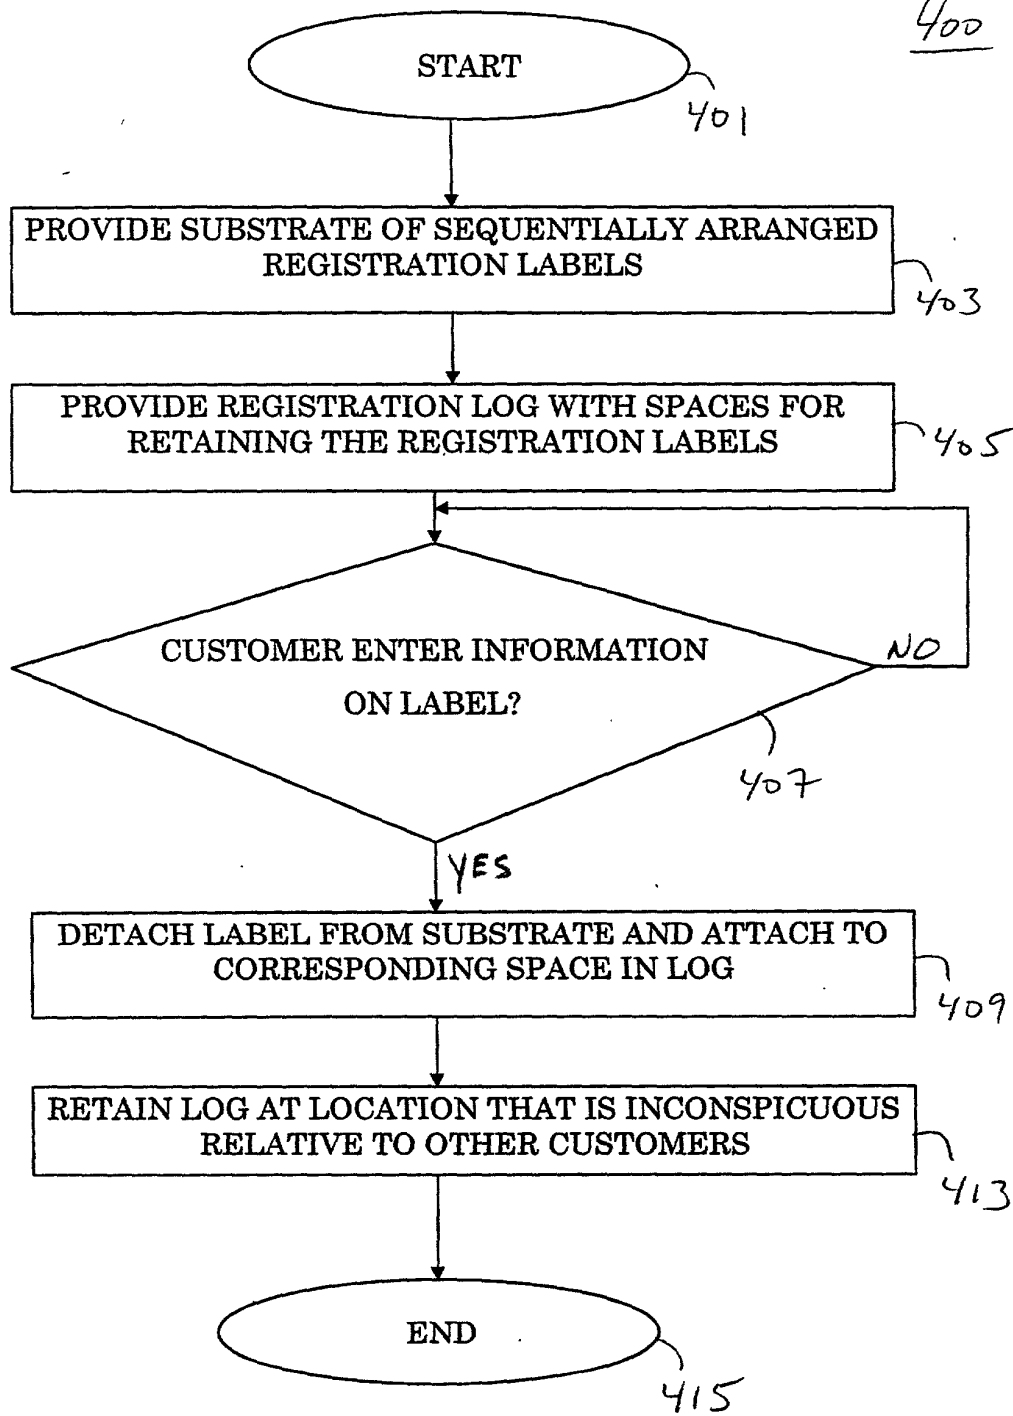 400
START
401
PROVIDE SUBSTRATE OF SEQUENTIALLY ARRANGED
REGISTRATION LABELS
403
PROVIDE REGISTRATION LOG WITH SPACES FOR
RETAINING THE REGISTRATION LABELS
405
CUSTOMER ENTER INFORMATION
ON LABEL?
NO
407
YES
DETACH LABEL FROM SUBSTRATE AND ATTACH TO
CORRESPONDING SPACE IN LOG
409
RETAIN LOG AT LOCATION THAT IS INCONSPICUOUS
RELATIVE TO OTHER CUSTOMERS
413
END
415